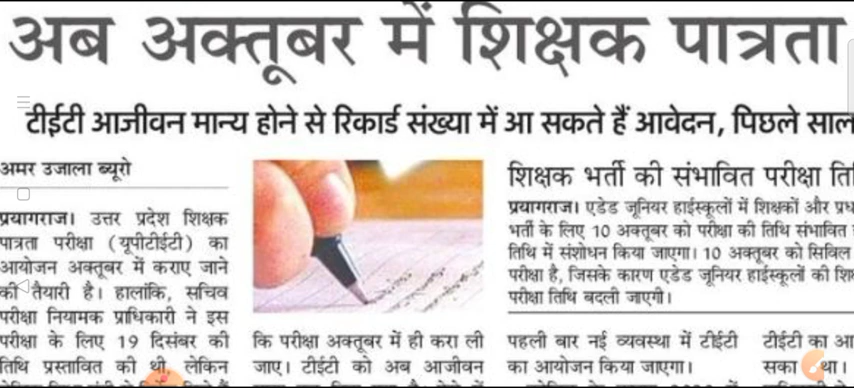 अब अक्तूबर में शिक्षक पात्रता
टीईटी आजीवन मान्य होने से रिकार्ड संख्या में आ सकते हैं आवेदन, पिछले साल
अमर उजाला ब्यूरो
प्रयागराज। उत्तर प्रदेश शिक्षक
पात्रता परीक्षा (यूपीटीईटी) का
आयोजन अक्तूबर में कराए जाने
की तैयारी है। हालांकि, सचिव
परीक्षा नियामक प्राधिकारी ने इस
परीक्षा के लिए 19 दिसंबर की
तिथि प्रस्तावित की थी, लेकिन
कि परीक्षा अक्तूबर में ही करा ली
जाए। टीईटी को अब आजीवन
शिक्षक भर्ती की संभावित परीक्षा
प्रयागराज। एडेड जूनियर हाईस्कूलों में शिक्षकों और
भर्ती के लिए 10 अक्तूबर को परीक्षा की तिथि संभावित
तिथि में संशोधन किया जाएगा। 10 अक्तूबर को सिविल
परीक्षा है, जिसके कारण एडेड जूनियर हाईस्कूलों की
परीक्षा तिथि बदली जाएगी।
पहली बार नई व्यवस्था में टीईटी
का आयोजन किया जाएगा।
टीईटी का
सका था।